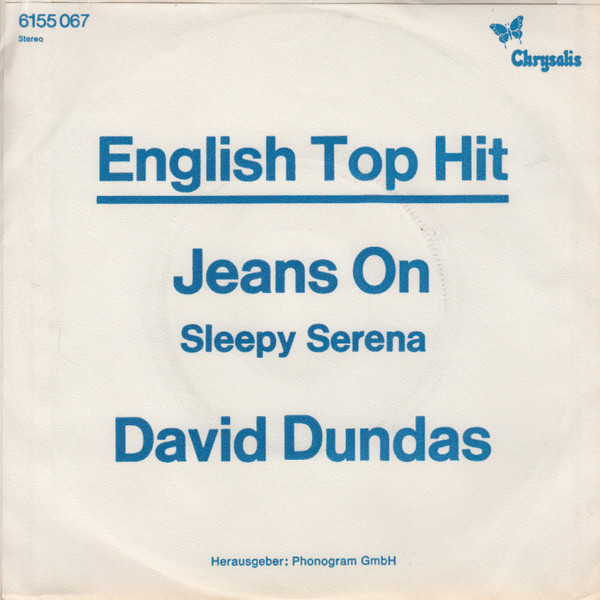 6155 067
Stereo
Chrysalis
English Top Hit
Jeans On
Sleepy Serena
David Dundas
Herausgeber: Phonogram GmbH